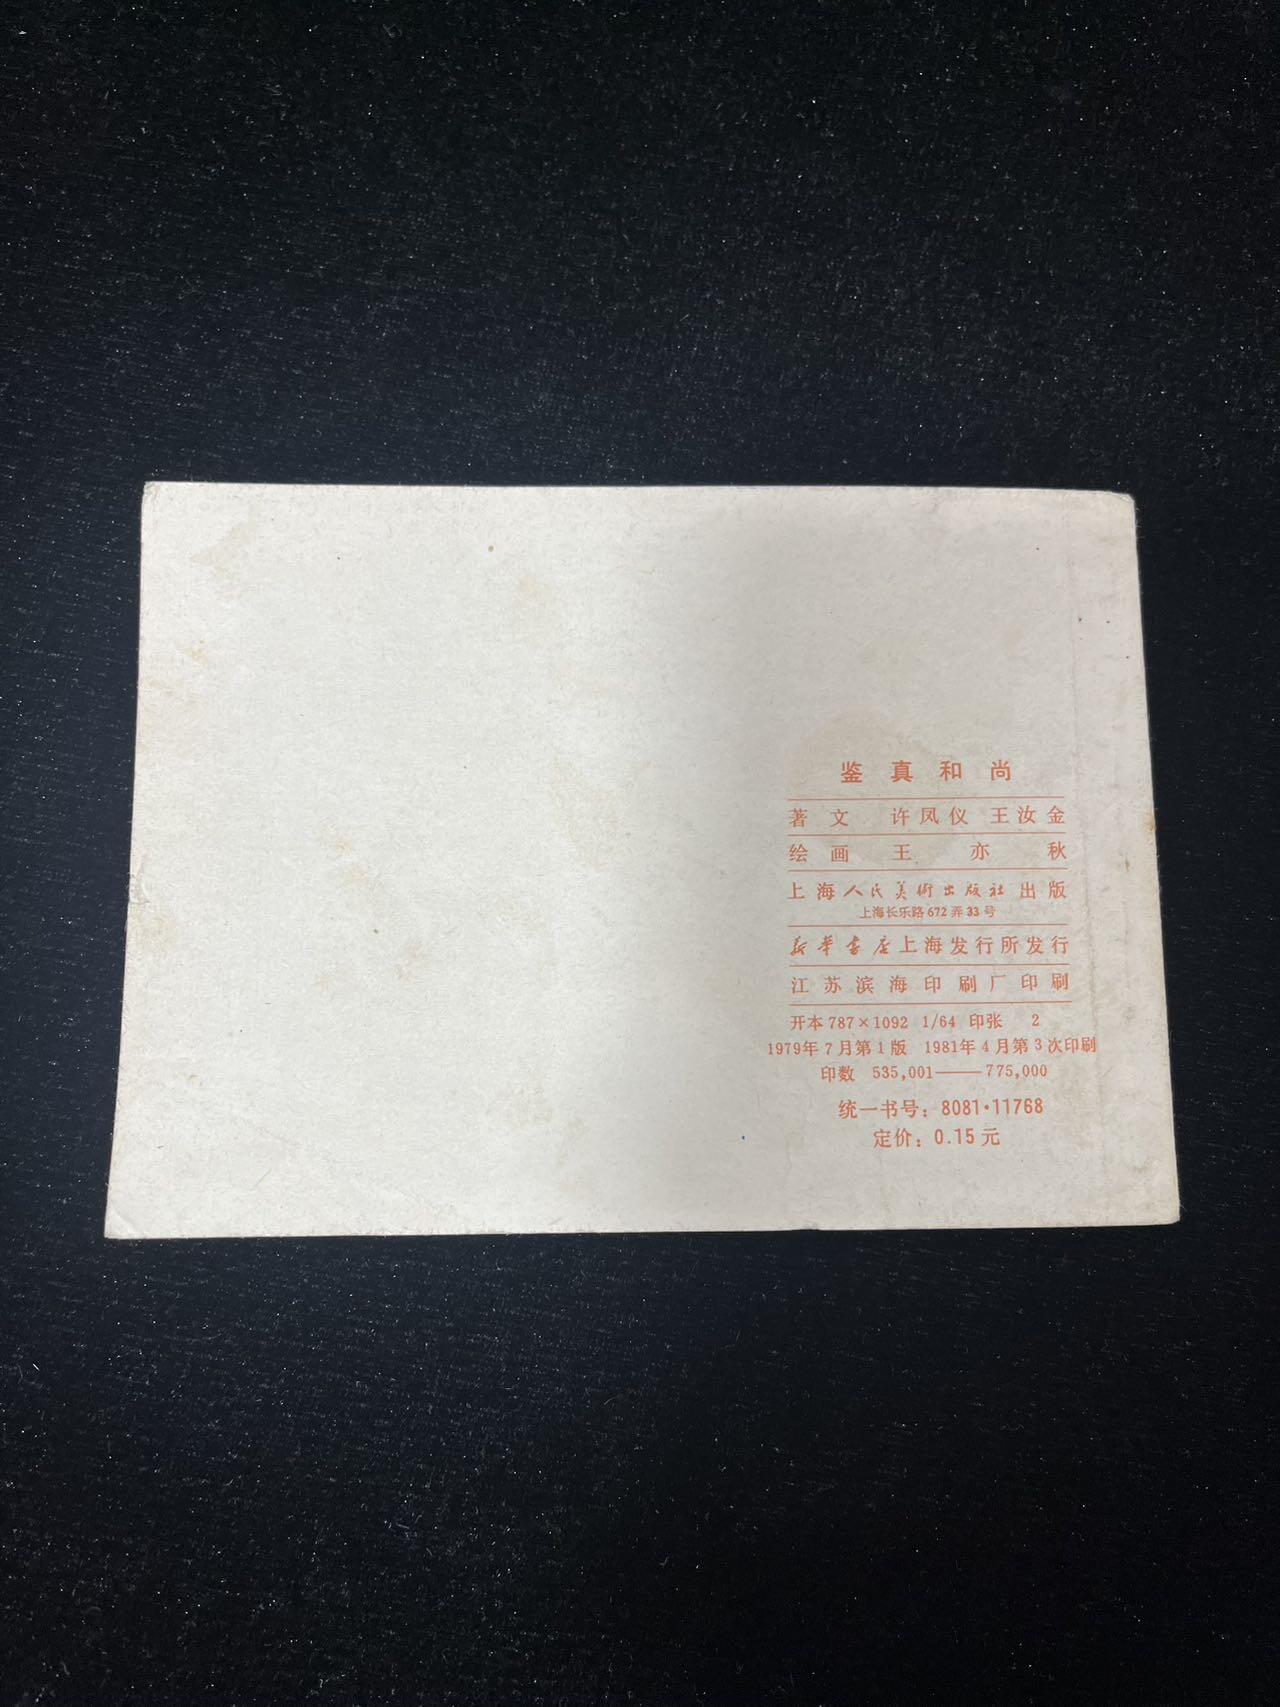 鉴真和尚
著文 许凤仪 王汝金
绘画 王亦秋
上海人民美術出版社出版
上海长乐路672弄33号
新华书店上海发行所发行
江苏滨海印刷厂印刷
开本 787×1092 1/64 印张 2
1979年7月第1版 1981年4月第3次印刷
印数 535,001——775,000
统一书号：8081·11768
定价：0.15元